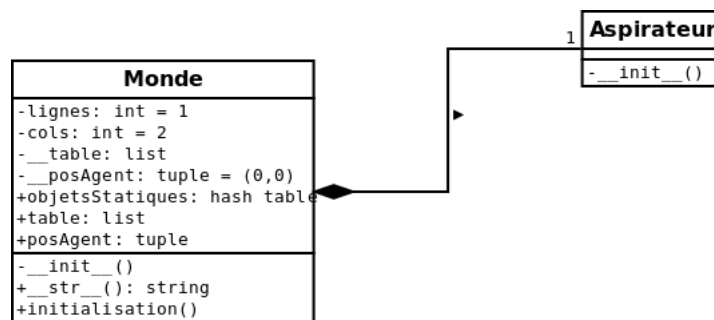 Monde
-lignes: int = 1
-cols: int = 2
-__table: list
-__posAgent: tuple = (0,0)
+objetsStatiques: hash table
+table: list
+posAgent: tuple
-__init__()
+__str__(): string
+initialisation()
1
Aspirateur
-__init__()